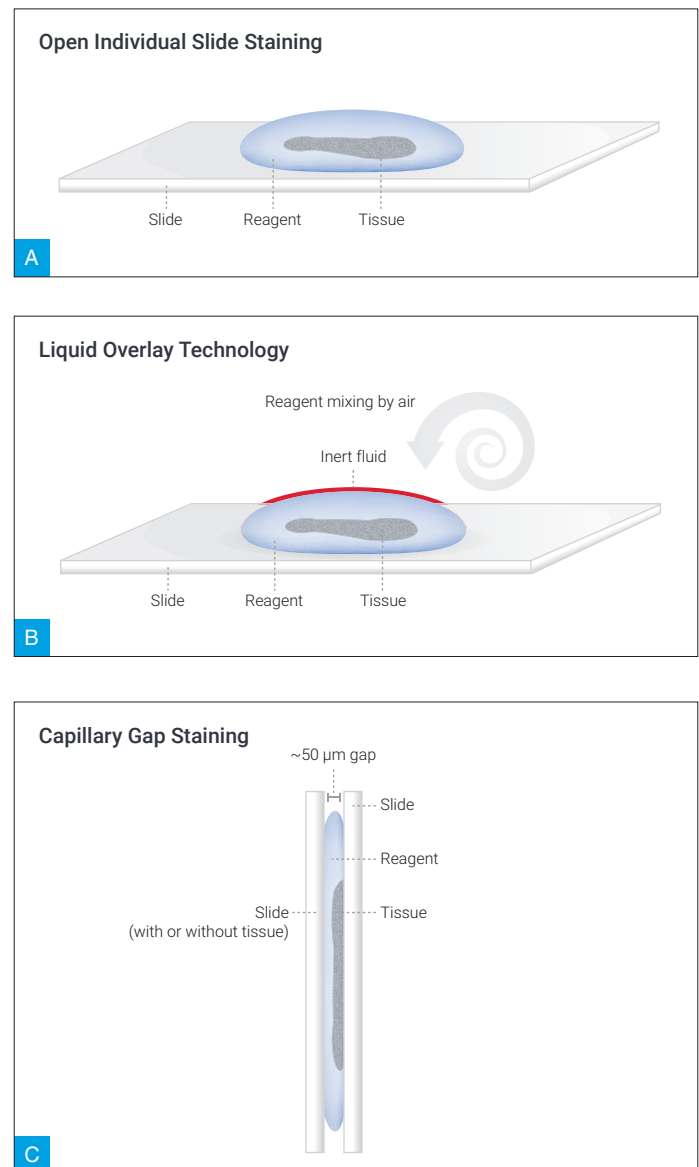 Open Individual Slide Staining
Slide
Reagent
Tissue
A
Liquid Overlay Technology
Reagent mixing by air
Inert fluid
Slide
Reagent
Tissue
B
Capillary Gap Staining
~50 µm gap
Slide
Reagent
Slide
(with or without tissue)
Tissue
C